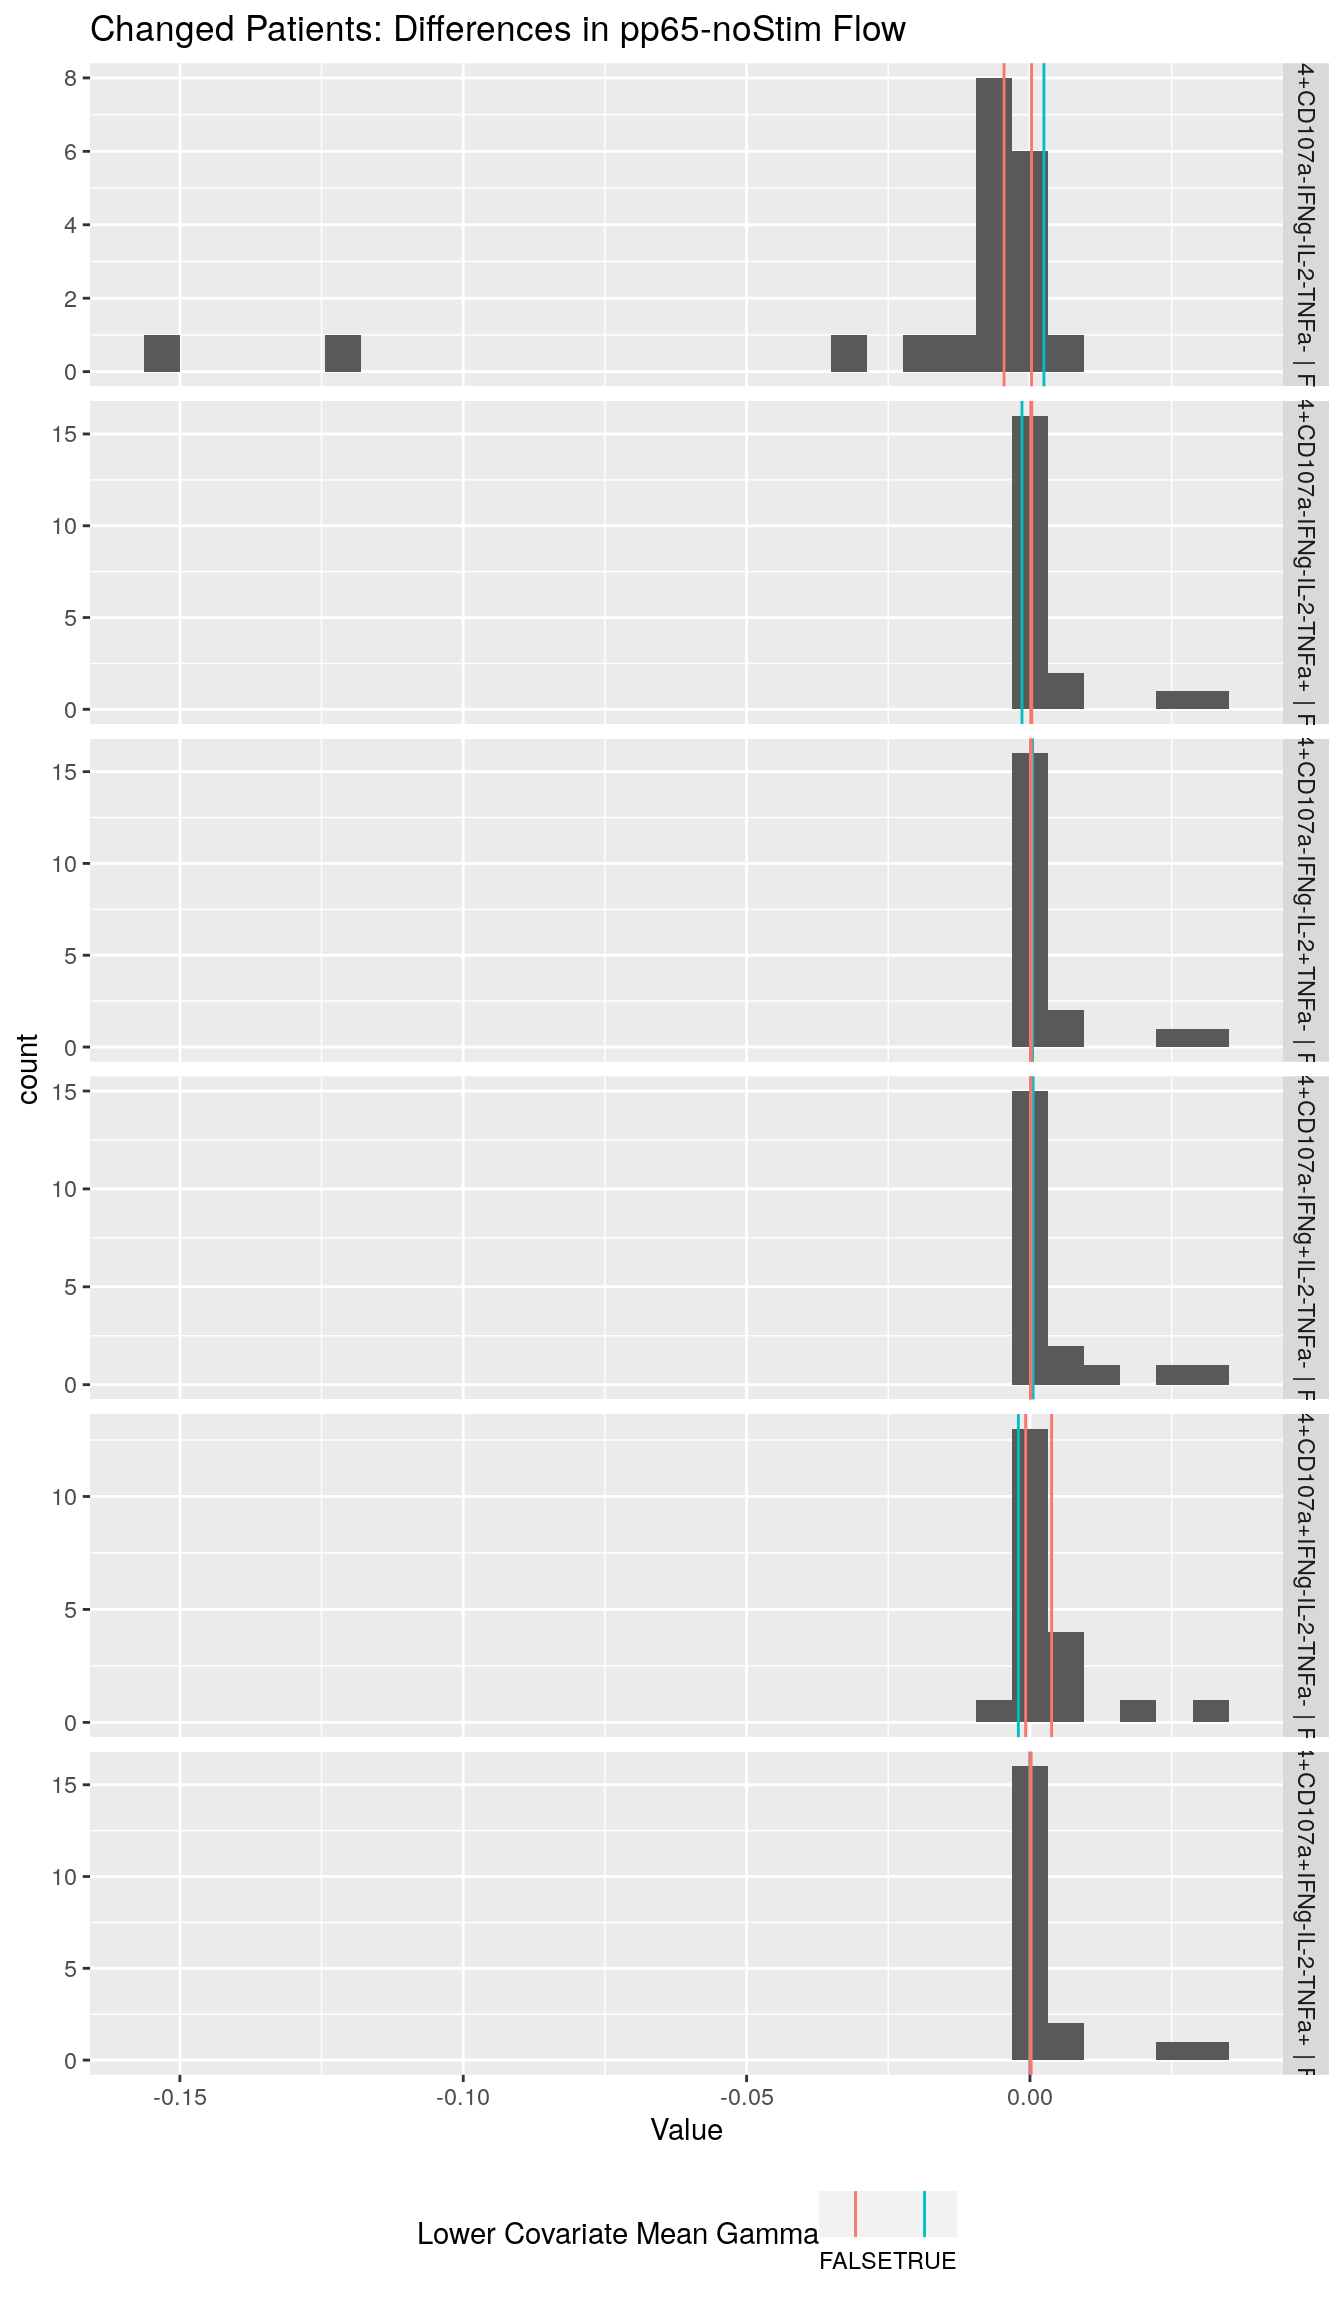 Changed Patients: Differences in pp65-noStim Flow
8
6
4
2
0
4+CD107a-IFNg-IL-2-TNFa- | F
15
10
5
0
4+CD107a-IFNg-IL-2-TNFa+ | F
15
10
5
0
4+CD107a-IFNg-IL-2+TNFa- | F
count
15
10
5
0
4+CD107a-IFNg+IL-2-TNFa- | F
10
5
0
4+CD107a+IFNg-IL-2-TNFa- | F
15
10
5
0
4+CD107a+IFNg-IL-2-TNFa+ | F
-0.15 -0.10 -0.05 0.00
Value
Lower Covariate Mean Gamma
FALSETRUE